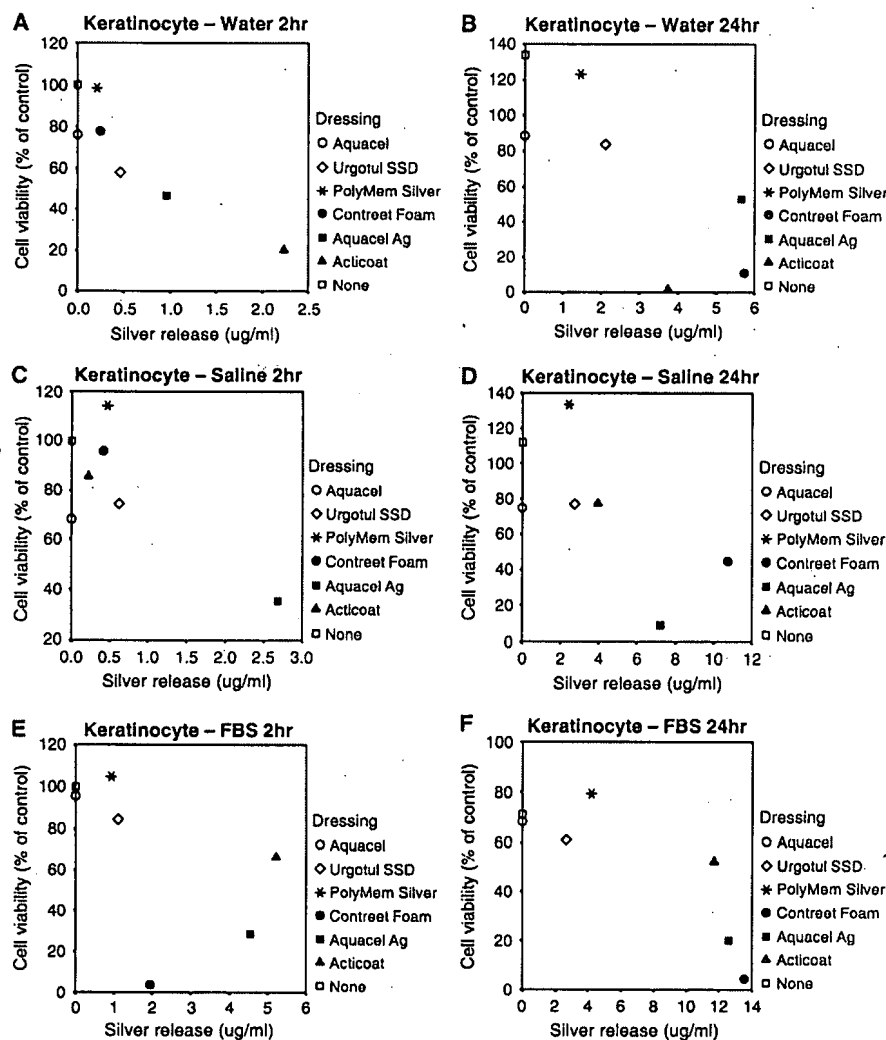 A Keratinocyte – Water 2hr
Cell viability (% of control)
120
100
80
60
40
20
0
0.0 0.5 1.0 1.5 2.0 2.5
Silver release (ug/ml)
Dressing
Aquacel
Urgotul SSD
PolyMem Silver
Contreet Foam
Aquacel Ag
Acticoat
None
B Keratinocyte – Water 24hr
Cell viability (% of control)
140
120
100
80
60
40
20
0
0 1 2 3 4 5 6
Silver release (ug/ml)
Dressing
Aquacel
Urgotul SSD
PolyMem Silver
Contreet Foam
Aquacel Ag
Acticoat
None
C Keratinocyte – Saline 2hr
Cell viability (% of control)
120
100
80
60
40
20
0.0 0.5 1.0 1.5 2.0 2.5 3.0
Silver release (ug/ml)
Dressing
Aquacel
Urgotul SSD
PolyMem Silver
Contreet Foam
Aquacel Ag
Acticoat
None
D Keratinocyte – Saline 24hr
Cell viability (% of control)
140
120
100
80
60
40
20
0
0 2 4 6 8 10 12
Silver release (ug/ml)
Dressing
Aquacel
Urgotul SSD
PolyMem Silver
Contreet Foam
Aquacel Ag
Acticoat
None
E Keratinocyte – FBS 2hr
Cell viability (% of control)
120
100
80
60
40
20
0
0 1 2 3 4 5 6
Silver release (ug/ml)
Dressing
Aquacel
Urgotul SSD
PolyMem Silver
Contreet Foam
Aquacel Ag
Acticoat
None
F Keratinocyte – FBS 24hr
Cell viability (% of control)
100
80
60
40
20
0
0 2 4 6 8 10 12 14
Silver release (ug/ml)
Dressing
Aquacel
Urgotul SSD
PolyMem Silver
Contreet Foam
Aquacel Ag
Acticoat
None